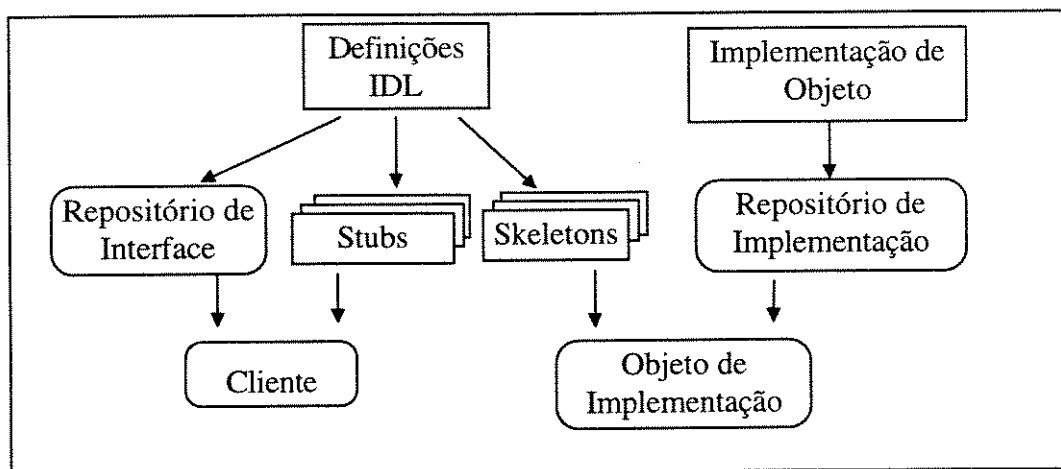 Definições
IDL
Implementação de
Objeto
Repositório de
Interface
Stubs
Skeletons
Repositório de
Implementação
Cliente
Objeto de
Implementação